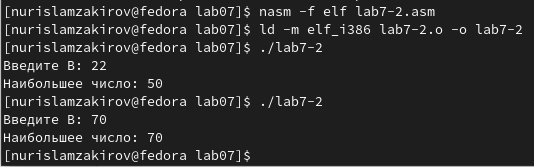 [nurislamzakirov@fedora lab07]$ nasm -f elf lab7-2.asm
[nurislamzakirov@fedora lab07]$ ld -m elf_i386 lab7-2.o -o lab7-2
[nurislamzakirov@fedora lab07]$ ./lab7-2
Введите B: 22
Наибольшее число: 50
[nurislamzakirov@fedora lab07]$ ./lab7-2
Введите B: 70
Наибольшее число: 70
[nurislamzakirov@fedora lab07]$